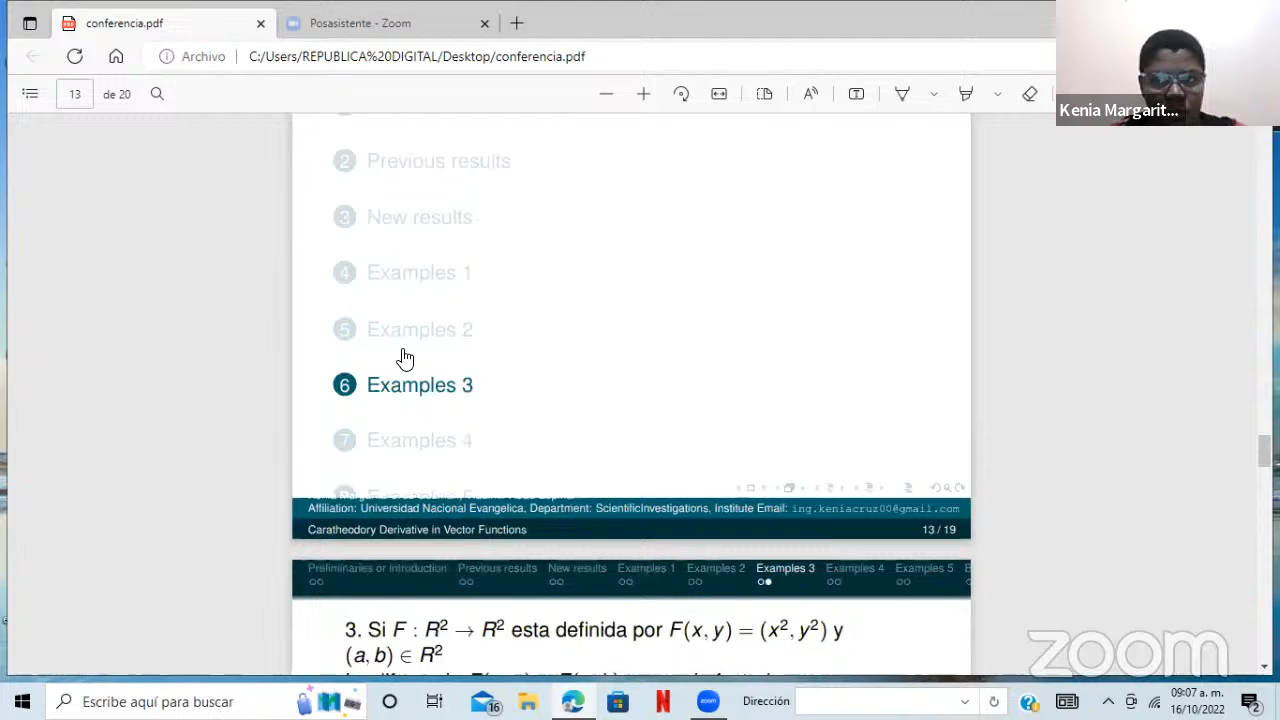 conferencia.pdf
Posasistente - Zoom
Archivo
C:/Users/REPUBLICA%20DIGITAL/Desktop/conferencia.pdf
13 de 20
Kenia Margarit...
2 Previous results
3 New results
4 Examples 1
5 Examples 2
6 Examples 3
7 Examples 4
Affiliation: Universidad Nacional Evangelica, Department: ScientificInvestigations, Institute Email: ing.keniacruz00@gmail.com
Caratheodory Derivative in Vector Functions
13 / 19
Preliminaries or introduction Previous results New results Examples 1 Examples 2 Examples 3 Examples 4 Examples 5
3. Si F : R² → R² esta definida por F(x, y) = (x², y²) y
(a, b) ∈ R²
zoom
Escribe aquí para buscar
16
Dirección
09:07 a. m.
16/10/2022
2